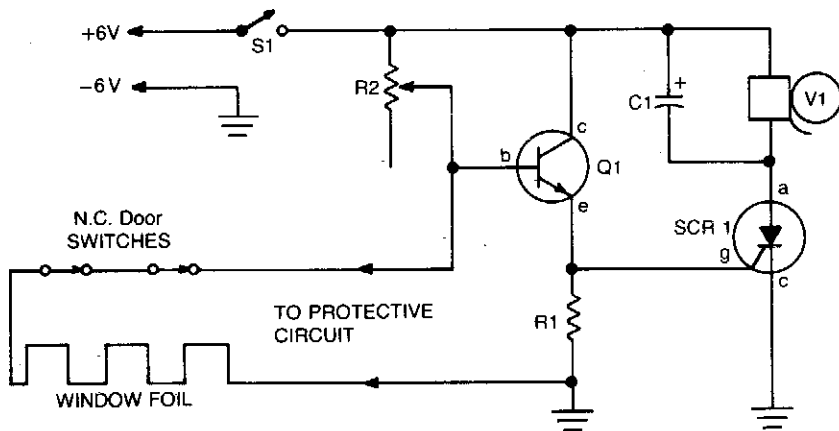 +6V
S1
-6V
R2
C1
+
V1
b
c
Q1
e
a
SCR 1
g
c
N.C. Door
SWITCHES
TO PROTECTIVE
CIRCUIT
R1
WINDOW FOIL